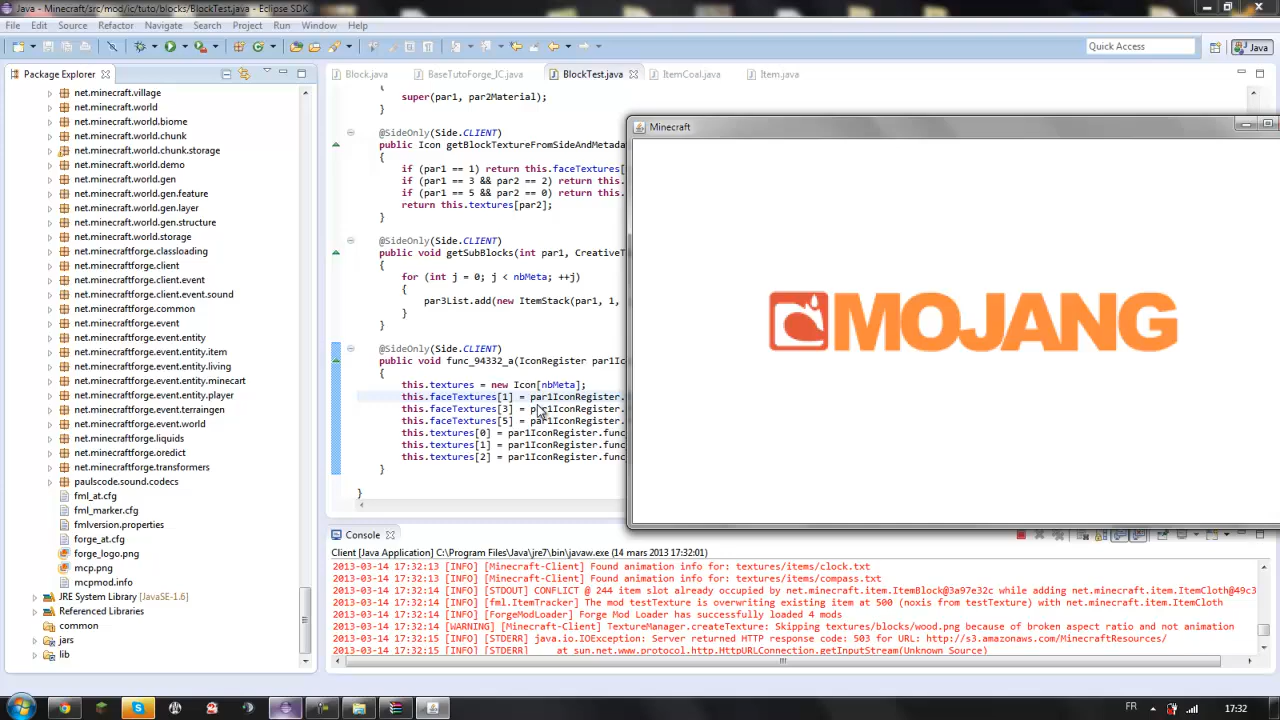 Java - Minecraft/src/mod/ic/tuto/blocks/BlockTest.java - Eclipse SDK
File Edit Source Refactor Navigate Search Project Run Window Help
Quick Access
Java
Package Explorer
net.minecraft.village
net.minecraft.world
net.minecraft.world.biome
net.minecraft.world.chunk
net.minecraft.world.chunk.storage
net.minecraft.world.demo
net.minecraft.world.gen
net.minecraft.world.gen.feature
net.minecraft.world.gen.layer
net.minecraft.world.gen.structure
net.minecraft.world.storage
net.minecraftforge.classloading
net.minecraftforge.client
net.minecraftforge.client.event
net.minecraftforge.client.event.sound
net.minecraftforge.common
net.minecraftforge.event
net.minecraftforge.event.entity
net.minecraftforge.event.entity.item
net.minecraftforge.event.entity.living
net.minecraftforge.event.entity.minecart
net.minecraftforge.event.entity.player
net.minecraftforge.event.terraingen
net.minecraftforge.event.world
net.minecraftforge.liquids
net.minecraftforge.oredict
net.minecraftforge.transformers
paulscode.sound.codecs
fml_at.cfg
fml_marker.cfg
fmlversion.properties
forge_at.cfg
forge_logo.png
mcp.png
mcpmod.info
JRE System Library [JavaSE-1.6]
Referenced Libraries
common
jars
lib
Block.java BaseTutoForge_IC.java BlockTest.java ItemCoal.java Item.java
{
super(par1, par2Material);
}
@SideOnly(Side.CLIENT)
public Icon getBlockTextureFromSideAndMetada
{
if (par1 == 1) return this.faceTextures[
if (par1 == 3 && par2 == 2) return this.
if (par1 == 5 && par2 == 0) return this.
return this.textures[par2];
}
@SideOnly(Side.CLIENT)
public void getSubBlocks(int par1, CreativeT
{
for (int j = 0; j < nbMeta; ++j)
{
par3List.add(new ItemStack(par1, 1,
}
}
@SideOnly(Side.CLIENT)
public void func_94332_a(IconRegister par1Ic
{
this.textures = new Icon[nbMeta];
this.faceTextures[1] = par1IconRegister.
this.faceTextures[3] = par1IconRegister.
this.faceTextures[5] = par1IconRegister.
this.textures[0] = par1IconRegister.func
this.textures[1] = par1IconRegister.func
this.textures[2] = par1IconRegister.func
}
}
Minecraft
MOJANG
Console
Client [Java Application] C:\Program Files\Java\jre7\bin\javaw.exe (14 mars 2013 17:32:01)
2013-03-14 17:32:13 [INFO] [Minecraft-Client] Found animation info for: textures/items/clock.txt
2013-03-14 17:32:13 [INFO] [Minecraft-Client] Found animation info for: textures/items/compass.txt
2013-03-14 17:32:13 [INFO] [STDOUT] CONFLICT @ 244 item slot already occupied by net.minecraft.item.ItemBlock@3a97e32c while adding net.minecraft.item.ItemCloth@49c3
2013-03-14 17:32:13 [INFO] [fml.ItemTracker] The mod testTexture is overwriting existing item at 500 (noxis from testTexture) with net.minecraft.item.ItemCloth
2013-03-14 17:32:13 [INFO] [ForgeModLoader] Forge Mod Loader has successfully loaded 4 mods
2013-03-14 17:32:14 [WARNING] [Minecraft-Client] TextureManager.createTexture: Skipping textures/blocks/wood.png because of broken aspect ratio and not animation
2013-03-14 17:32:15 [INFO] [STDERR] java.io.IOException: Server returned HTTP response code: 503 for URL: http://s3.amazonaws.com/MinecraftResources/
2013-03-14 17:32:15 [INFO] [STDERR] at sun.net.www.protocol.http.HttpURLConnection.getInputStream(Unknown Source)
FR 17:32